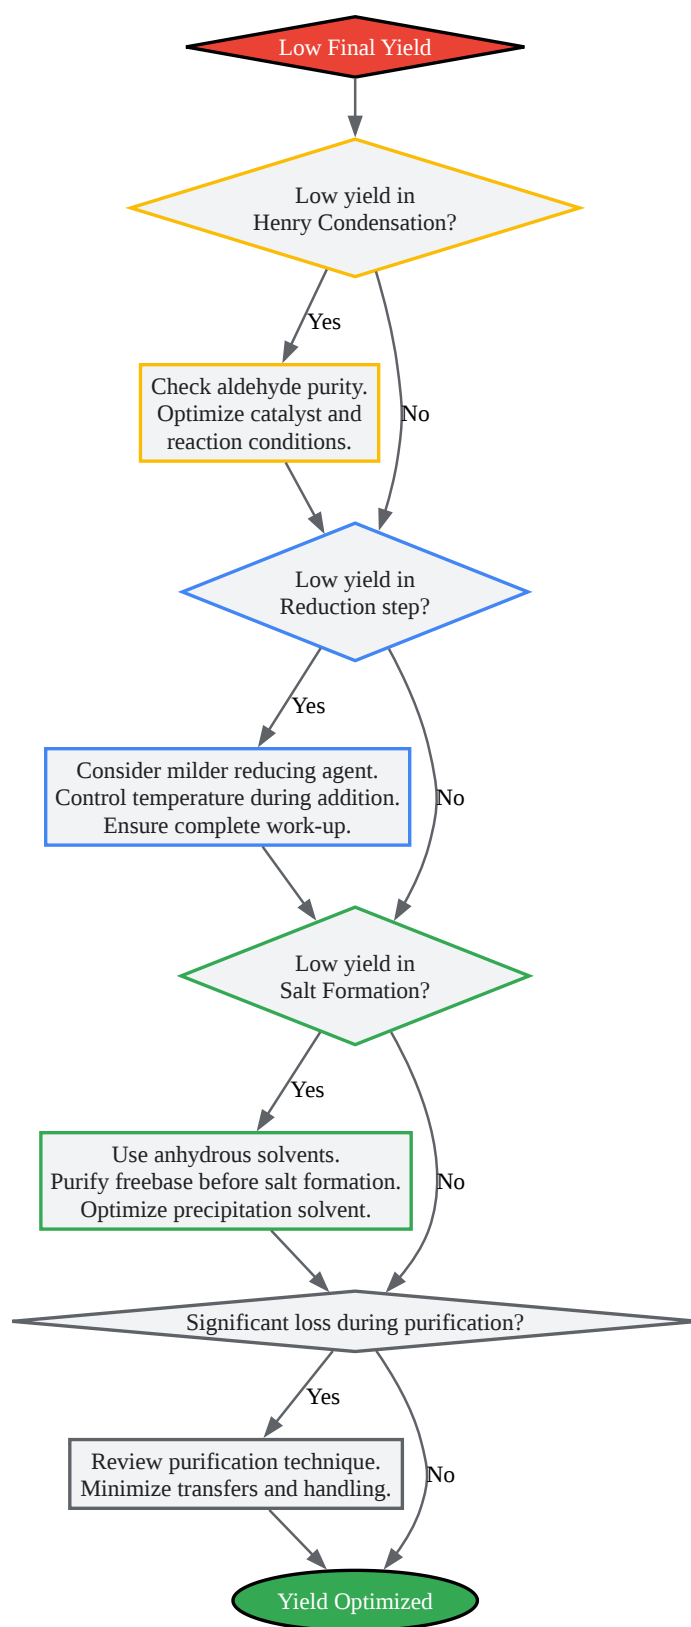 Low Final Yield
Low yield in
Henry Condensation?
Yes
Check aldehyde purity.
Optimize catalyst and
reaction conditions.
No
Low yield in
Reduction step?
Yes
Consider milder reducing agent.
Control temperature during addition.
Ensure complete work-up.
No
Low yield in
Salt Formation?
Yes
Use anhydrous solvents.
Purify freebase before salt formation.
Optimize precipitation solvent.
No
Significant loss during purification?
Yes
Review purification technique.
Minimize transfers and handling.
No
Yield Optimized